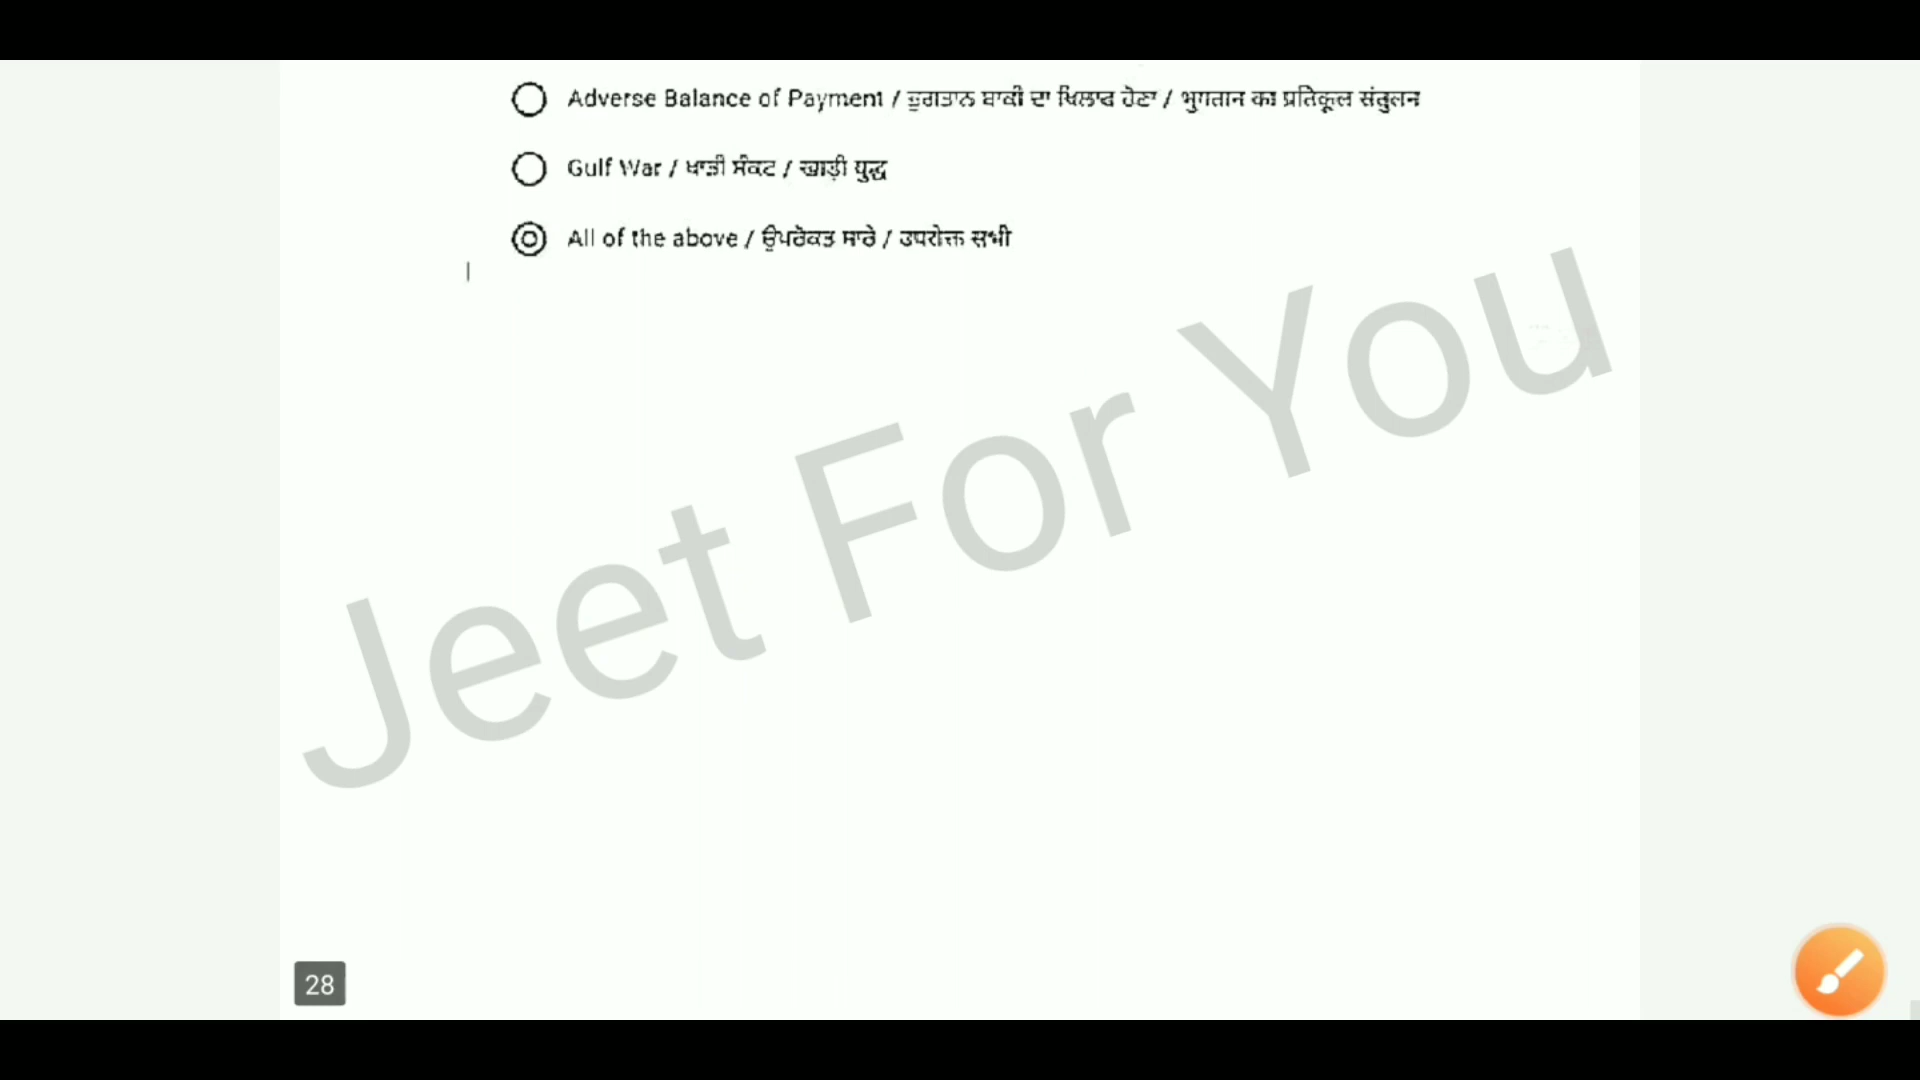 Adverse Balance of Payment / ਭੁਗਤਾਨ ਬਾਕੀ ਦਾ ਖਿਲਾਫ ਹੋਣਾ / भुगतान का प्रतिकूल संतुलन
Gulf War / ਖਾੜੀ ਸੰਕਟ / खाड़ी युद्ध
All of the above / ਉਪਰੋਕਤ ਸਾਰੇ / उपरोक्त सभी
Jeet For You
28